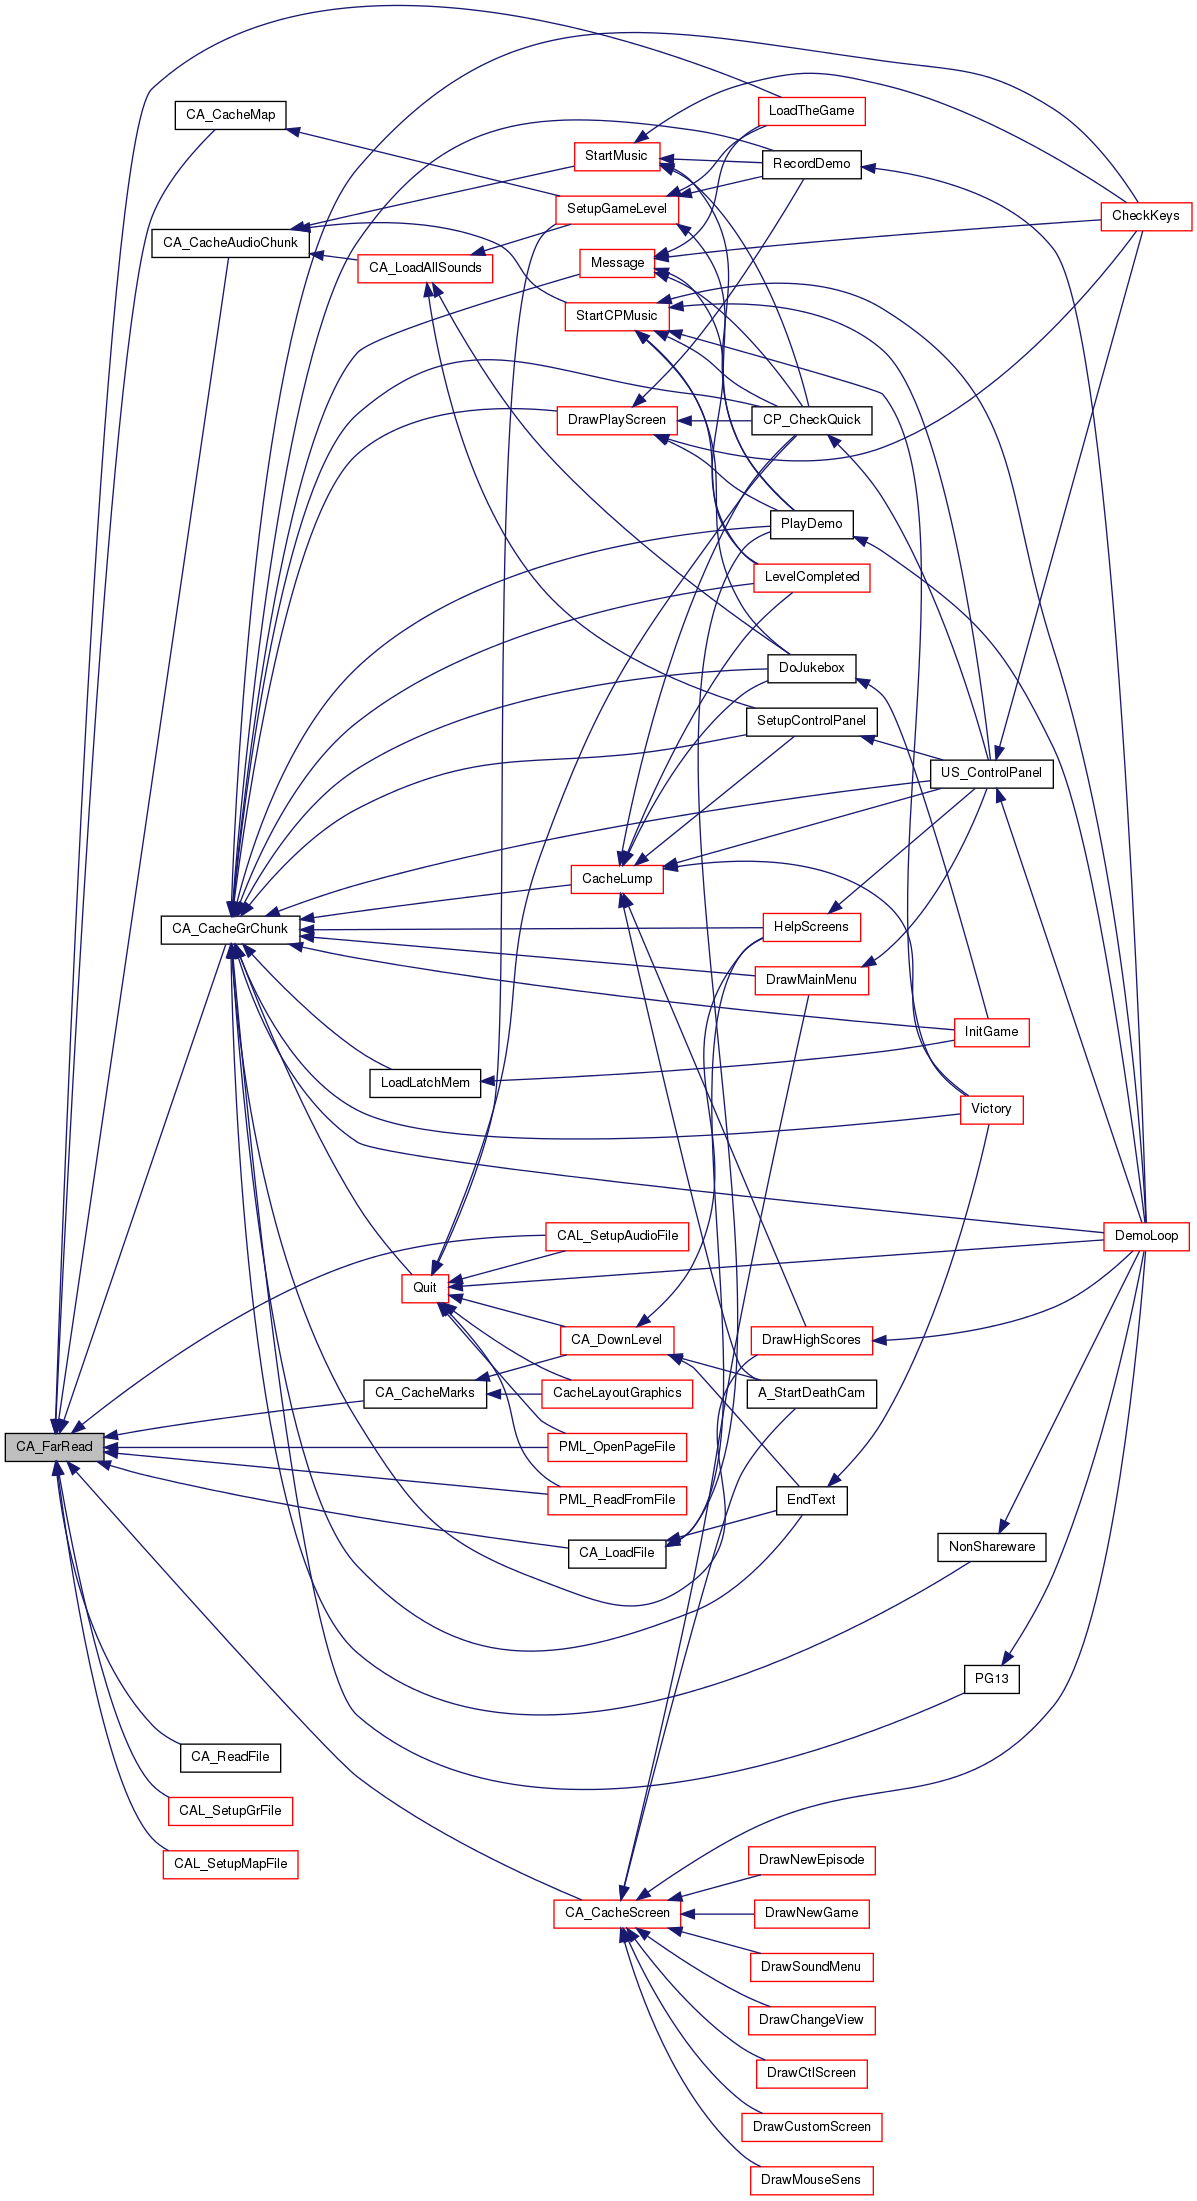 LoadTheGame
CA_CacheMap
StartMusic
RecordDemo
SetupGameLevel
CheckKeys
CA_CacheAudioChunk
Message
CA_LoadAllSounds
StartCPMusic
DrawPlayScreen
CP_CheckQuick
PlayDemo
LevelCompleted
DoJukebox
SetupControlPanel
US_ControlPanel
CacheLump
CA_CacheGrChunk
HelpScreens
DrawMainMenu
InitGame
LoadLatchMem
Victory
CAL_SetupAudioFile
DemoLoop
Quit
CA_DownLevel
DrawHighScores
CA_CacheMarks
CacheLayoutGraphics
A_StartDeathCam
CA_FarRead
PML_OpenPageFile
PML_ReadFromFile
EndText
CA_LoadFile
NonShareware
PG13
CA_ReadFile
CAL_SetupGrFile
CAL_SetupMapFile
DrawNewEpisode
CA_CacheScreen
DrawNewGame
DrawSoundMenu
DrawChangeView
DrawCtlScreen
DrawCustomScreen
DrawMouseSens